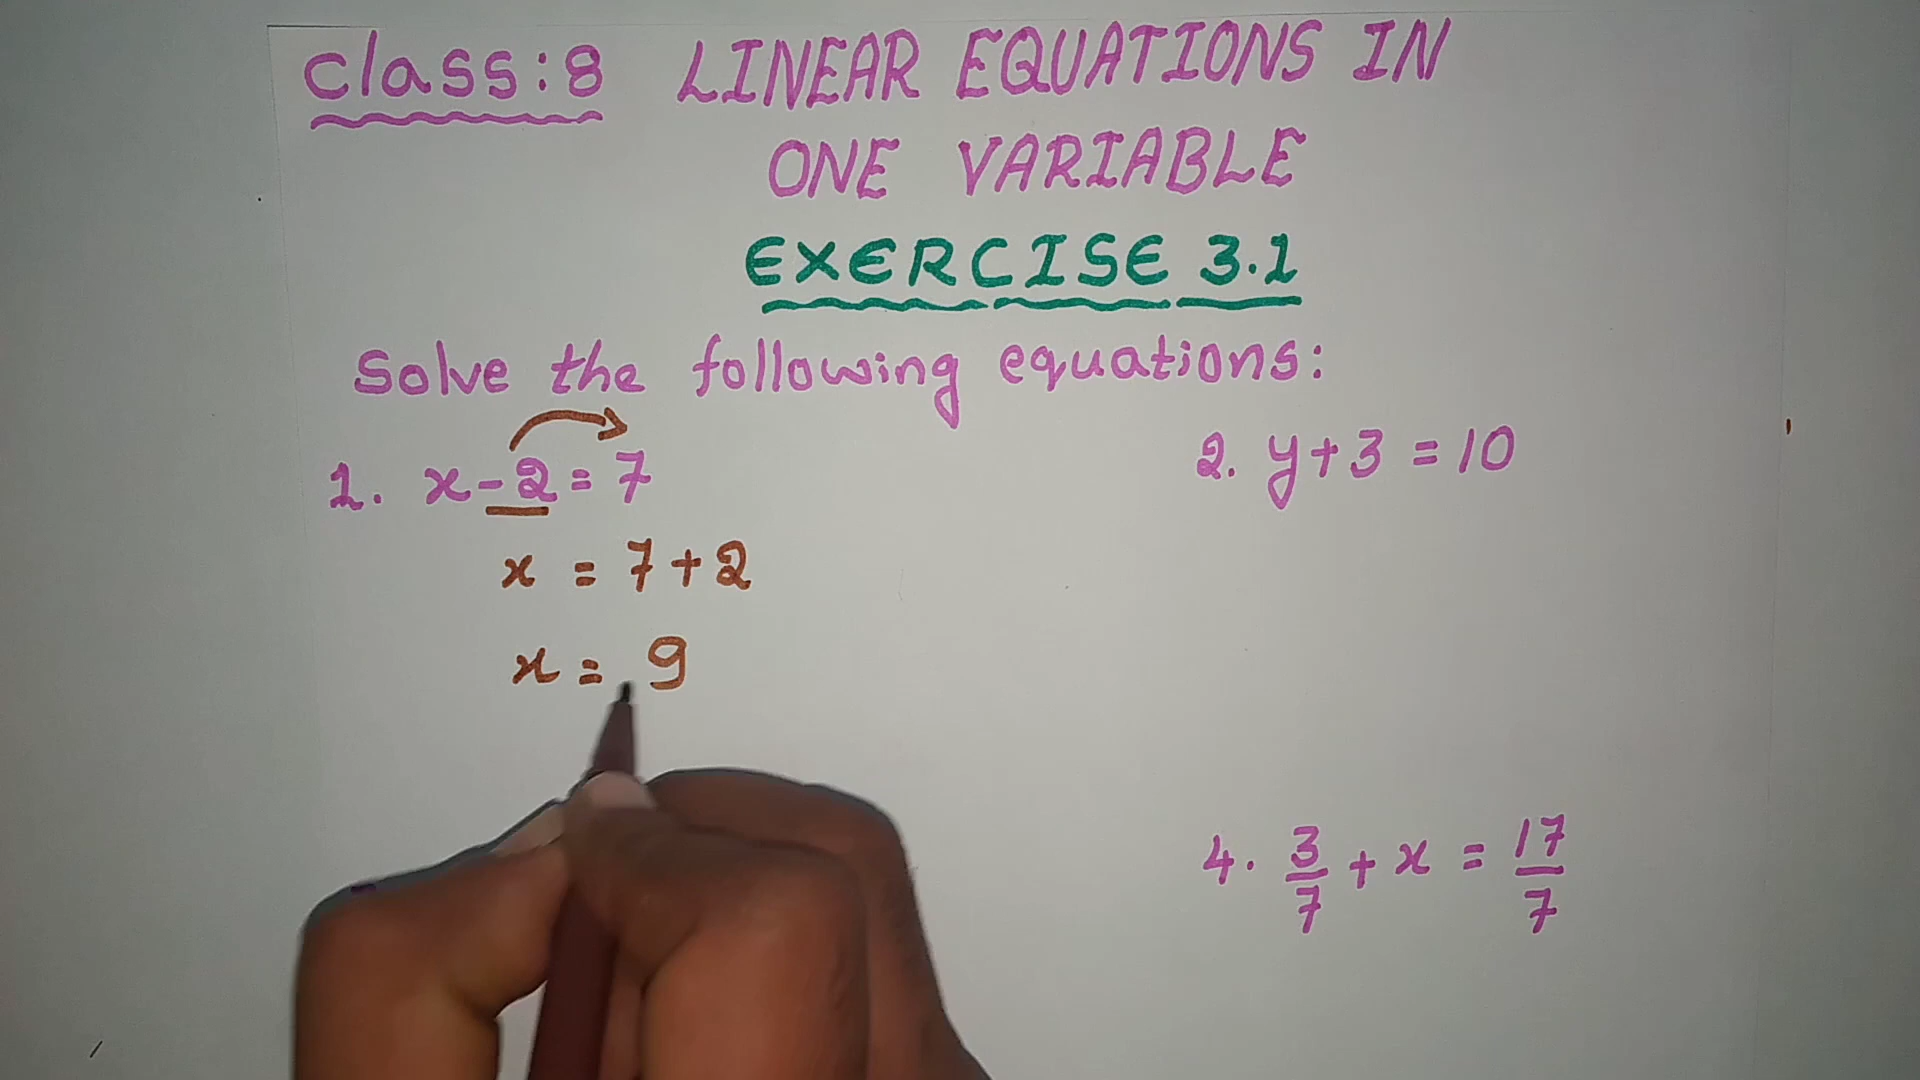 Class:8 LINEAR EQUATIONS IN
ONE VARIABLE
EXERCISE 3.1
Solve the following equations:
1. x-2=7
x = 7+2
x = 9
2. y+3=10
4. 3/7 + x = 17/7